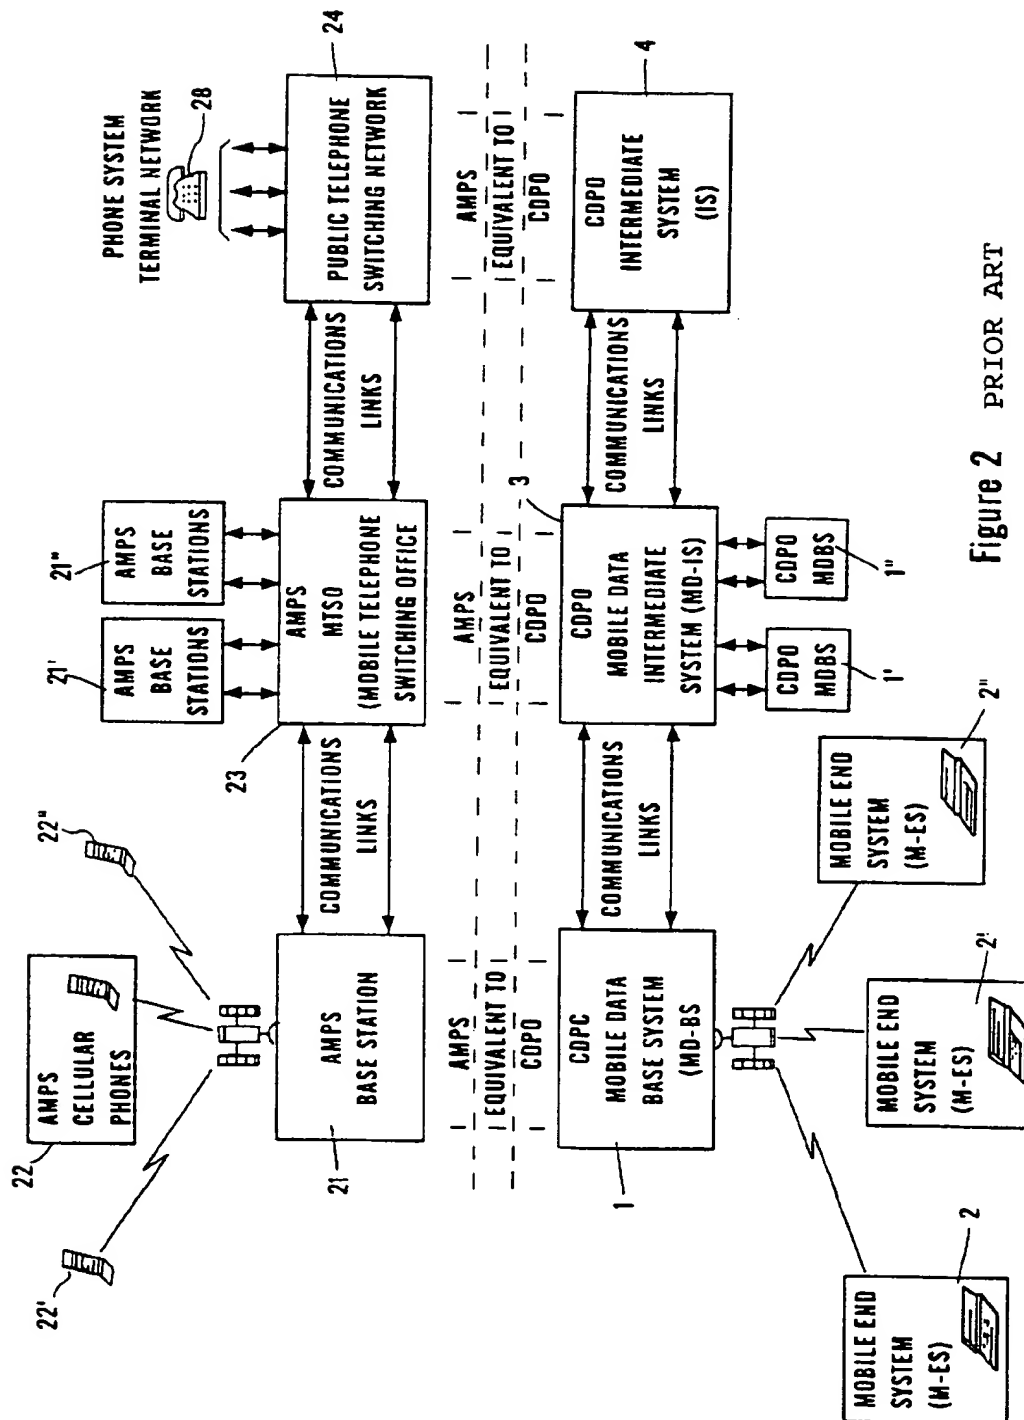 22'
22
AMPS
CELLULAR
PHONES
22"
21
AMPS
BASE STATION
COMMUNICATIONS
LINKS
23
21'
AMPS
BASE
STATIONS
21"
AMPS
BASE
STATIONS
AMPS
MTSO
(MOBILE TELEPHONE
SWITCHING OFFICE
COMMUNICATIONS
LINKS
PHONE SYSTEM
TERMINAL NETWORK
28
24
PUBLIC TELEPHONE
SWITCHING NETWORK
AMPS
EQUIVALENT TO
CDPO
AMPS
EQUIVALENT TO
CDPO
AMPS
EQUIVALENT TO
CDPO
1
CDPC
MOBILE DATA
BASE SYSTEM
(MD-BS)
COMMUNICATIONS
LINKS
3
CDPO
MOBILE DATA
INTERMEDIATE
SYSTEM (MD-IS)
COMMUNICATIONS
LINKS
4
CDPO
INTERMEDIATE
SYSTEM
(IS)
CDPO
MDBS
1'
CDPO
MDBS
1"
MOBILE END
SYSTEM
(M-ES)
2
MOBILE END
SYSTEM
(M-ES)
2'
MOBILE END
SYSTEM
(M-ES)
2"
Figure 2 PRIOR ART